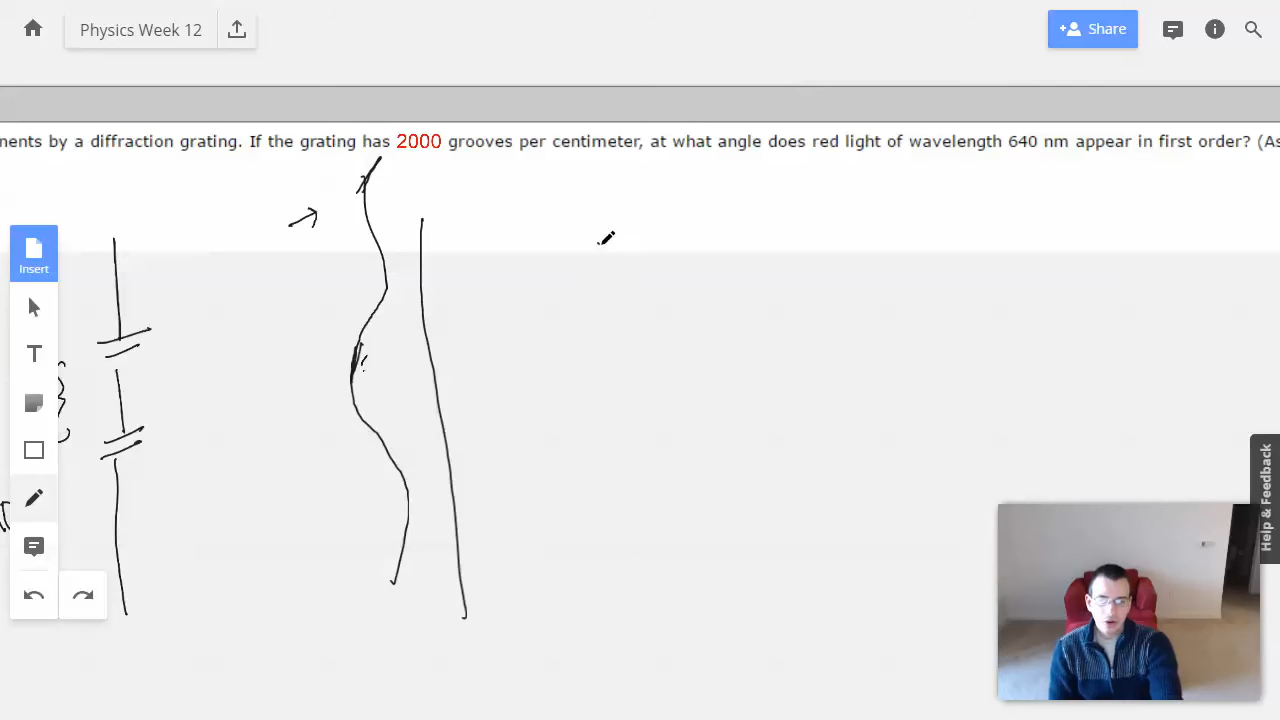 Physics Week 12
Share
nents by a diffraction grating. If the grating has 2000 grooves per centimeter, at what angle does red light of wavelength 640 nm appear in first order? (As
Insert
T
Help & Feedback